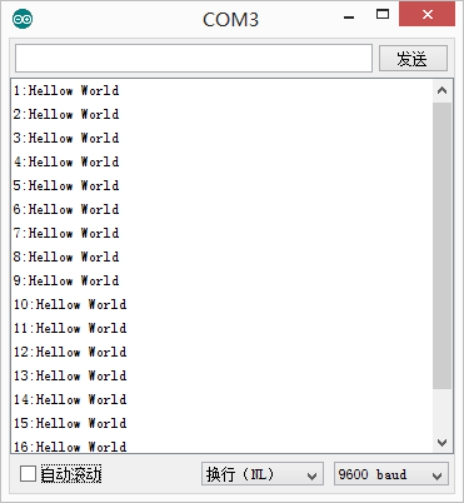 COM3
发送
1:Hellow World
2:Hellow World
3:Hellow World
4:Hellow World
5:Hellow World
6:Hellow World
7:Hellow World
8:Hellow World
9:Hellow World
10:Hellow World
11:Hellow World
12:Hellow World
13:Hellow World
14:Hellow World
15:Hellow World
16:Hellow World
自动滚动 换行（NL） 9600 baud